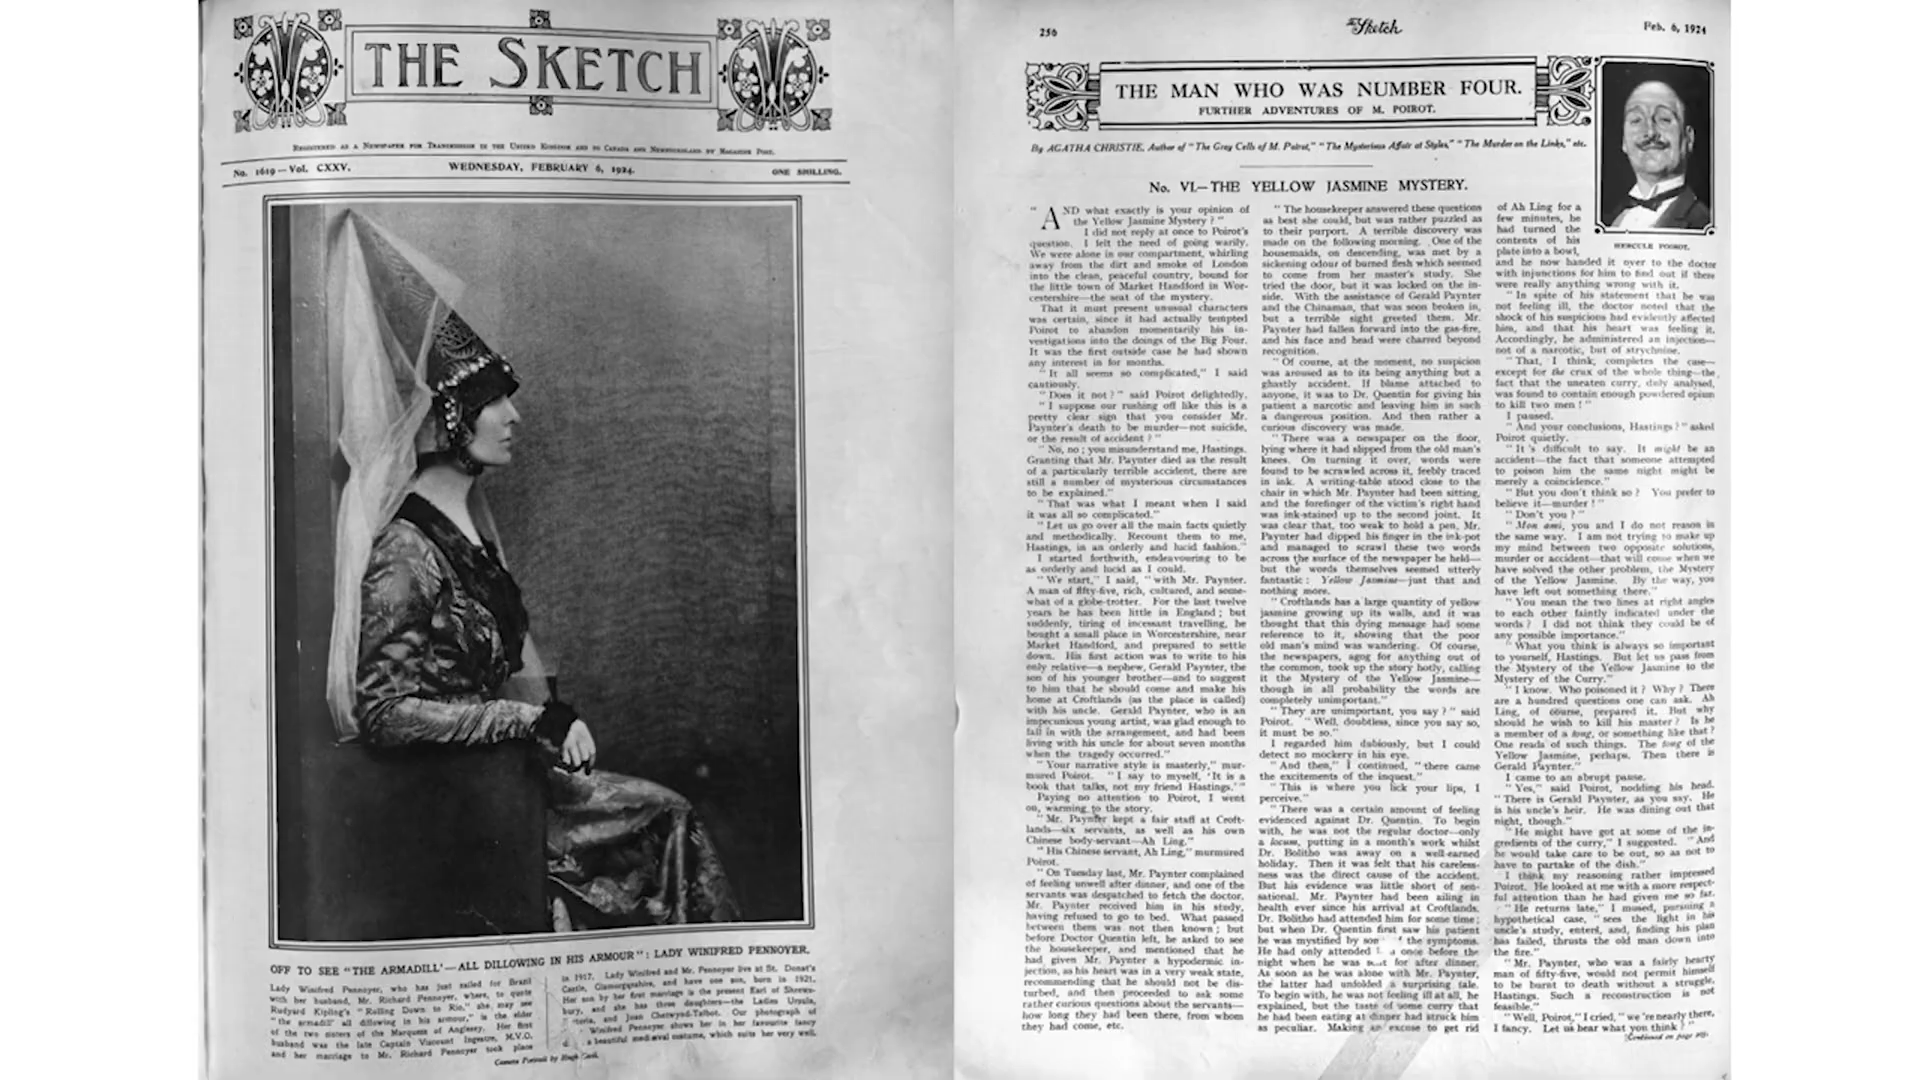 THE SKETCH
REGISTERED AS A NEWSPAPER FOR TRANSMISSION IN THE UNITED KINGDOM AND TO CANADA AND NEWFOUNDLAND BY MAGAZINE POST.
No. 1619—Vol. CXXV.
WEDNESDAY, FEBRUARY 6, 1924.
ONE SHILLING.
OFF TO SEE "THE ARMADILL'—ALL DILLOWING IN HIS ARMOUR": LADY WINIFRED PENNOYER.
Lady Winifred Pennoyer, who has just sailed for Brazil
with her husband, Mr. Richard Pennoyer, where, to quote
Rudyard Kipling's "Rolling Down to Rio," she may see
"the armadill' all dillowing in his armour," is the elder
of the two sisters of the Marquess of Anglesey. Her first
husband was the late Captain Viscount Ingestre, M.V.O.
and her marriage to Mr. Richard Pennoyer took place
in 1917. Lady Winifred and Mr. Pennoyer live at St. Donat's
Castle, Glamorganshire, and have one son, born in 1921.
Her son by her first marriage is the present Earl of Shrews-
bury, and she has three daughters—the Ladies Ursula,
and Joan Chetwynd-Talbot. Our photograph
Winifred Pennoyer shows her in her favourite fancy
a beautiful mediæval costume, which suits her very well.
Camera Portrait by Hugh Cecil.
256
The Sketch
Feb. 6, 1924
THE MAN WHO WAS NUMBER FOUR.
FURTHER ADVENTURES OF M. POIROT.
By AGATHA CHRISTIE, Author of "The Grey Cells of M. Poirot," "The Mysterious Affair at Styles," "The Murder on the Links," etc.
No. VI.—THE YELLOW JASMINE MYSTERY.
"AND what exactly is your opinion of
the Yellow Jasmine Mystery?"
I did not reply at once to Poirot's
question. I felt the need of going warily.
We were alone in our compartment, whirling
away from the dirt and smoke of London
into the clean, peaceful country, bound for
the little town of Market Handford in Wor-
cestershire—the seat of the mystery.
That it must present unusual characters
was certain, since it had actually tempted
Poirot to abandon momentarily his in-
vestigations into the doings of the Big Four.
It was the first outside case he had shown
any interest in for months.
"It all seems so complicated," I said
cautiously.
"Does it not?" said Poirot delightedly.
"I suppose our rushing off like this is a
pretty clear sign that you consider Mr.
Paynter's death to be murder—not suicide,
or the result of accident?"
"No, no; you misunderstand me, Hastings.
Granting that Mr. Paynter died as the result
of a particularly terrible accident, there are
still a number of mysterious circumstances
to be explained."
"That was what I meant when I said
it was all so complicated."
"Let us go over all the main facts quietly
and methodically. Recount them to me,
Hastings, in an orderly and lucid fashion."
I started forthwith, endeavouring to be
as orderly and lucid as I could.
"We start," I said, "with Mr. Paynter.
A man of fifty-five, rich, cultured, and some-
what of a globe-trotter. For the last twelve
years he has been little in England; but
suddenly, tiring of incessant travelling, he
bought a small place in Worcestershire, near
Market Handford, and prepared to settle
down. His first action was to write to his
only relative—a nephew, Gerald Paynter, the
son of his younger brother—and to suggest
to him that he should come and make his
home at Croftlands (as the place is called)
with his uncle. Gerald Paynter, who is an
impecunious young artist, was glad enough to
fall in with the arrangement, and had been
living with his uncle for about seven months
when the tragedy occurred."
"Your narrative style is masterly," mur-
mured Poirot. "I say to myself, 'It is a
book that talks, not my friend Hastings.'"
Paying no attention to Poirot, I went
on, warming to the story.
"Mr. Paynter kept a fair staff at Croft-
lands—six servants, as well as his own
Chinese body-servant—Ah Ling."
"His Chinese servant, Ah Ling," murmured
Poirot.
"On Tuesday last, Mr. Paynter complained
of feeling unwell after dinner, and one of the
servants was despatched to fetch the doctor.
Mr. Paynter received him in his study,
having refused to go to bed. What passed
between them was not then known; but
before Doctor Quentin left, he asked to see
the housekeeper, and mentioned that he
had given Mr. Paynter a hypodermic in-
jection, as his heart was in a very weak state,
recommending that he should not be dis-
turbed, and then proceeded to ask some
rather curious questions about the servants—
how long they had been there, from whom
they had come, etc.
"The housekeeper answered these questions
as best she could, but was rather puzzled as
to their purport. A terrible discovery was
made on the following morning. One of the
housemaids, on descending, was met by a
sickening odour of burned flesh which seemed
to come from her master's study. She
tried the door, but it was locked on the in-
side. With the assistance of Gerald Paynter
and the Chinaman, that was soon broken in,
but a terrible sight greeted them. Mr.
Paynter had fallen forward into the gas-fire,
and his face and head were charred beyond
recognition.
"Of course, at the moment, no suspicion
was aroused as to its being anything but a
ghastly accident. If blame attached to
anyone, it was to Dr. Quentin for giving his
patient a narcotic and leaving him in such
a dangerous position. And then rather a
curious discovery was made.
"There was a newspaper on the floor,
lying where it had slipped from the old man's
knees. On turning it over, words were
found to be scrawled across it, feebly traced
in ink. A writing-table stood close to the
chair in which Mr. Paynter had been sitting,
and the forefinger of the victim's right hand
was ink-stained up to the second joint. It
was clear that, too weak to hold a pen, Mr.
Paynter had dipped his finger in the ink-pot
and managed to scrawl these two words
across the surface of the newspaper he held—
but the words themselves seemed utterly
fantastic: Yellow Jasmine—just that and
nothing more.
"Croftlands has a large quantity of yellow
jasmine growing up its walls, and it was
thought that this dying message had some
reference to it, showing that the poor
old man's mind was wandering. Of course,
the newspapers, agog for anything out of
the common, took up the story hotly, calling
it the Mystery of the Yellow Jasmine—
though in all probability the words are
completely unimportant."
"They are unimportant, you say?" said
Poirot. "Well, doubtless, since you say so,
it must be so."
I regarded him dubiously, but I could
detect no mockery in his eye.
"And then," I continued, "there came
the excitements of the inquest."
"This is where you lick your lips, I
perceive."
"There was a certain amount of feeling
evidenced against Dr. Quentin. To begin
with, he was not the regular doctor—only
a locum, putting in a month's work whilst
Dr. Bolitho was away on a well-earned
holiday. Then it was felt that his careless-
ness was the direct cause of the accident.
But his evidence was little short of sen-
sational. Mr. Paynter had been ailing in
health ever since his arrival at Croftlands.
Dr. Bolitho had attended him for some time;
but when Dr. Quentin first saw his patient
he was mystified by the symptoms.
He had only attended once before the
night when he was for after dinner.
As soon as he was alone with Mr. Paynter,
the latter had unfolded a surprising tale.
To begin with, he was not feeling ill at all, he
explained, but the taste of some curry that
he had been eating at dinner had struck him
as peculiar. Making an excuse to get rid
of Ah Ling for a
few minutes, he
had turned the
contents of his
plate into a bowl,
and he now handed it over to the doctor
with injunctions for him to find out if there
were really anything wrong with it.
"In spite of his statement that he was
not feeling ill, the doctor noted that the
shock of his suspicions had evidently affected
him, and that his heart was feeling it.
Accordingly, he administered an injection—
not of a narcotic, but of strychnine.
"That, I think, completes the case—
except for the crux of the whole thing—the
fact that the uneaten curry, duly analysed,
was found to contain enough powdered opium
to kill two men!"
I paused.
"And your conclusions, Hastings?" asked
Poirot quietly.
"It's difficult to say. It might be an
accident—the fact that someone attempted
to poison him the same night might be
merely a coincidence."
"But you don't think so? You prefer to
believe it—murder!"
"Don't you?"
"Mon ami, you and I do not reason in
the same way. I am not trying to make up
my mind between two opposite solutions,
murder or accident—that will come when we
have solved the other problem, the Mystery
of the Yellow Jasmine. By the way, you
have left out something there."
"You mean the two lines at right angles
to each other faintly indicated under the
words? I did not think they could be of
any possible importance."
"What you think is always so important
to yourself, Hastings. But let us pass from
the Mystery of the Yellow Jasmine to the
Mystery of the Curry."
"I know. Who poisoned it? Why? There
are a hundred questions one can ask. Ah
Ling, of course, prepared it. But why
should he wish to kill his master? Is he
a member of a tong, or something like that?
One reads of such things. The tong of the
Yellow Jasmine, perhaps. Then there is
Gerald Paynter."
I came to an abrupt pause.
"Yes," said Poirot, nodding his head.
"There is Gerald Paynter, as you say. He
is his uncle's heir. He was dining out that
night, though."
"He might have got at some of the in-
gredients of the curry," I suggested. "And
he would take care to be out, so as not to
have to partake of the dish."
I think my reasoning rather impressed
Poirot. He looked at me with a more respect-
ful attention than he had given me so far.
"He returns late," I mused, pursuing a
hypothetical case, "sees the light in his
uncle's study, enters, and, finding his plan
has failed, thrusts the old man down into
the fire."
"Mr. Paynter, who was a fairly hearty
man of fifty-five, would not permit himself
to be burnt to death without a struggle,
Hastings. Such a reconstruction is not
feasible."
"Well, Poirot," I cried, "we're nearly there,
I fancy. Let us hear what you think?"
[Continued on page
HERCULE POIROT.